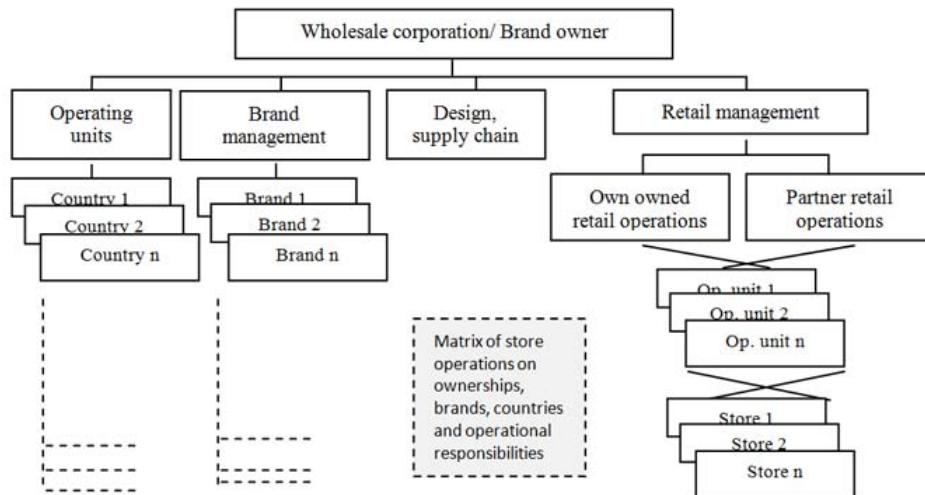 Wholesale corporation/ Brand owner
Operating
units
Brand
management
Design,
supply chain
Retail management
Country 1
Country 2
Country n
Brand 1
Brand 2
Brand n
Own owned
retail operations
Partner retail
operations
Op. unit 1
Op. unit 2
Op. unit n
Matrix of store
operations on
ownerships,
brands, countries
and operational
responsibilities
Store 1
Store 2
Store n